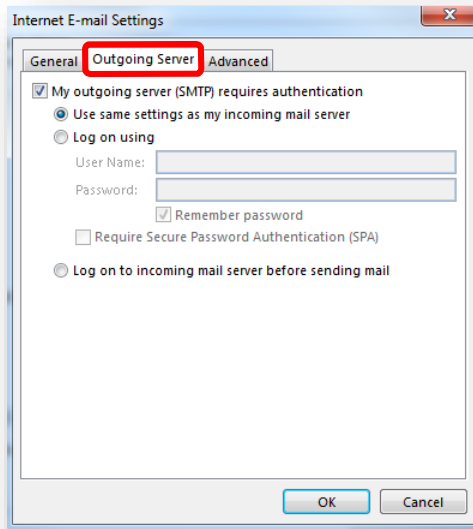 Internet E-mail Settings
X
General Outgoing Server Advanced
My outgoing server (SMTP) requires authentication
Use same settings as my incoming mail server
Log on using
User Name:
Password:
Remember password
Require Secure Password Authentication (SPA)
Log on to incoming mail server before sending mail
OK Cancel